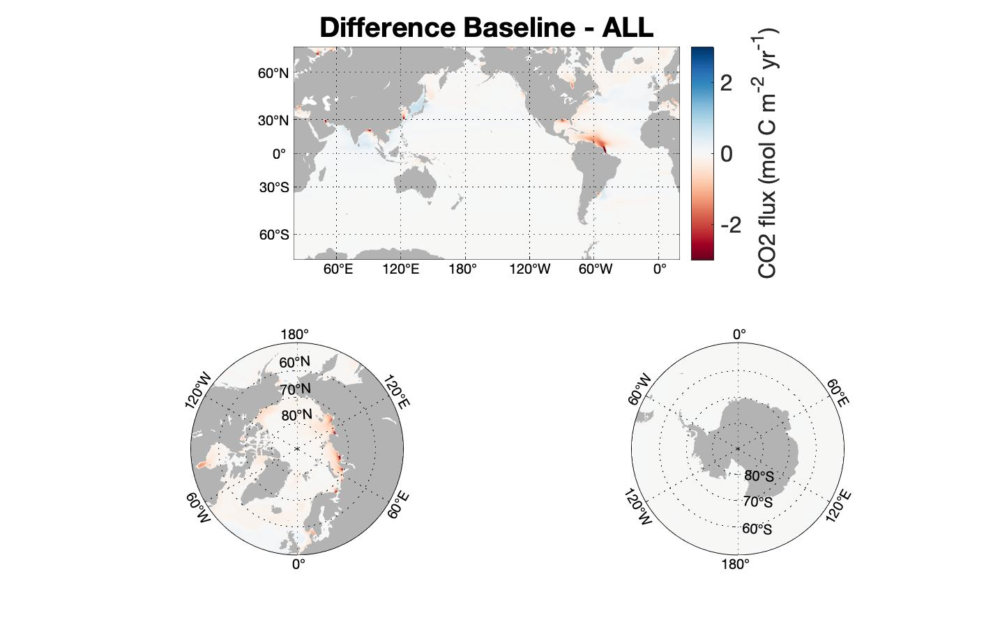 Difference Baseline - ALL
60°N
30°N
0°
30°S
60°S
60°E 120°E 180° 120°W 60°W 0°
2
0
-2
CO2 flux (mol C m-2 yr-1)
180°
120°W
60°N
70°N
80°N
120°E
60°W
60°E
0°
0°
60°W
60°E
80°S
70°S
60°S
120°W
120°E
180°